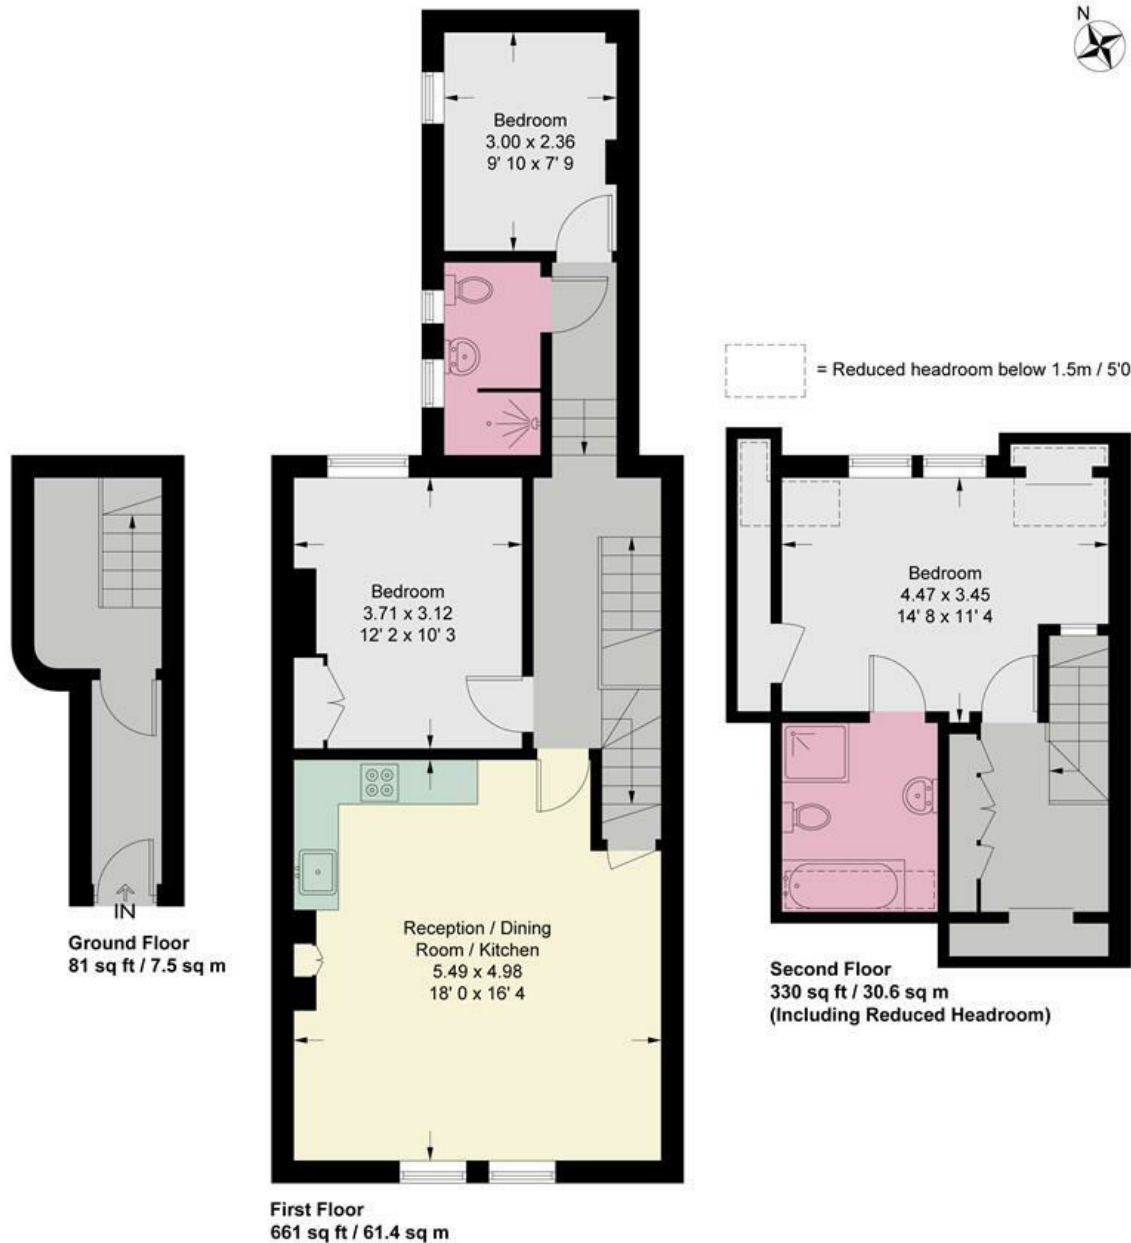 N
Bedroom
3.00 x 2.36
9' 10 x 7' 9
= Reduced headroom below 1.5m / 5'0
Bedroom
3.71 x 3.12
12' 2 x 10' 3
Bedroom
4.47 x 3.45
14' 8 x 11' 4
IN
Ground Floor
81 sq ft / 7.5 sq m
Reception / Dining
Room / Kitchen
5.49 x 4.98
18' 0 x 16' 4
Second Floor
330 sq ft / 30.6 sq m
(Including Reduced Headroom)
First Floor
661 sq ft / 61.4 sq m